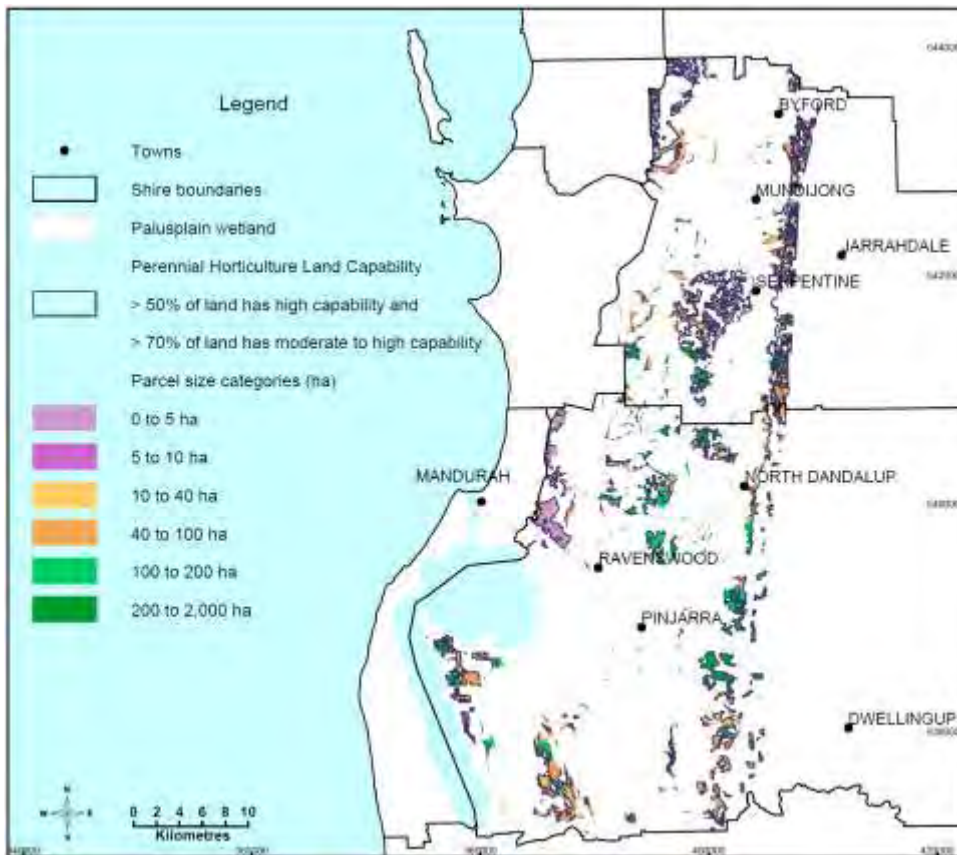 Legend
Towns
Shire boundaries
Palusplain wetland
Perennial Horticulture Land Capability
> 50% of land has high capability and
> 70% of land has moderate to high capability
Parcel size categories (ha)
0 to 5 ha
5 to 10 ha
10 to 40 ha
40 to 100 ha
100 to 200 ha
200 to 2,000 ha
BYFORD
MUNDIJONG
JARRAHDALE
SERPENTINE
MANDURAH
NORTH DANDALUP
RAVENSWOOD
PINJARRA
DWELLINGUP
N
W E
S
0 2 4 6 8 10
Kilometres